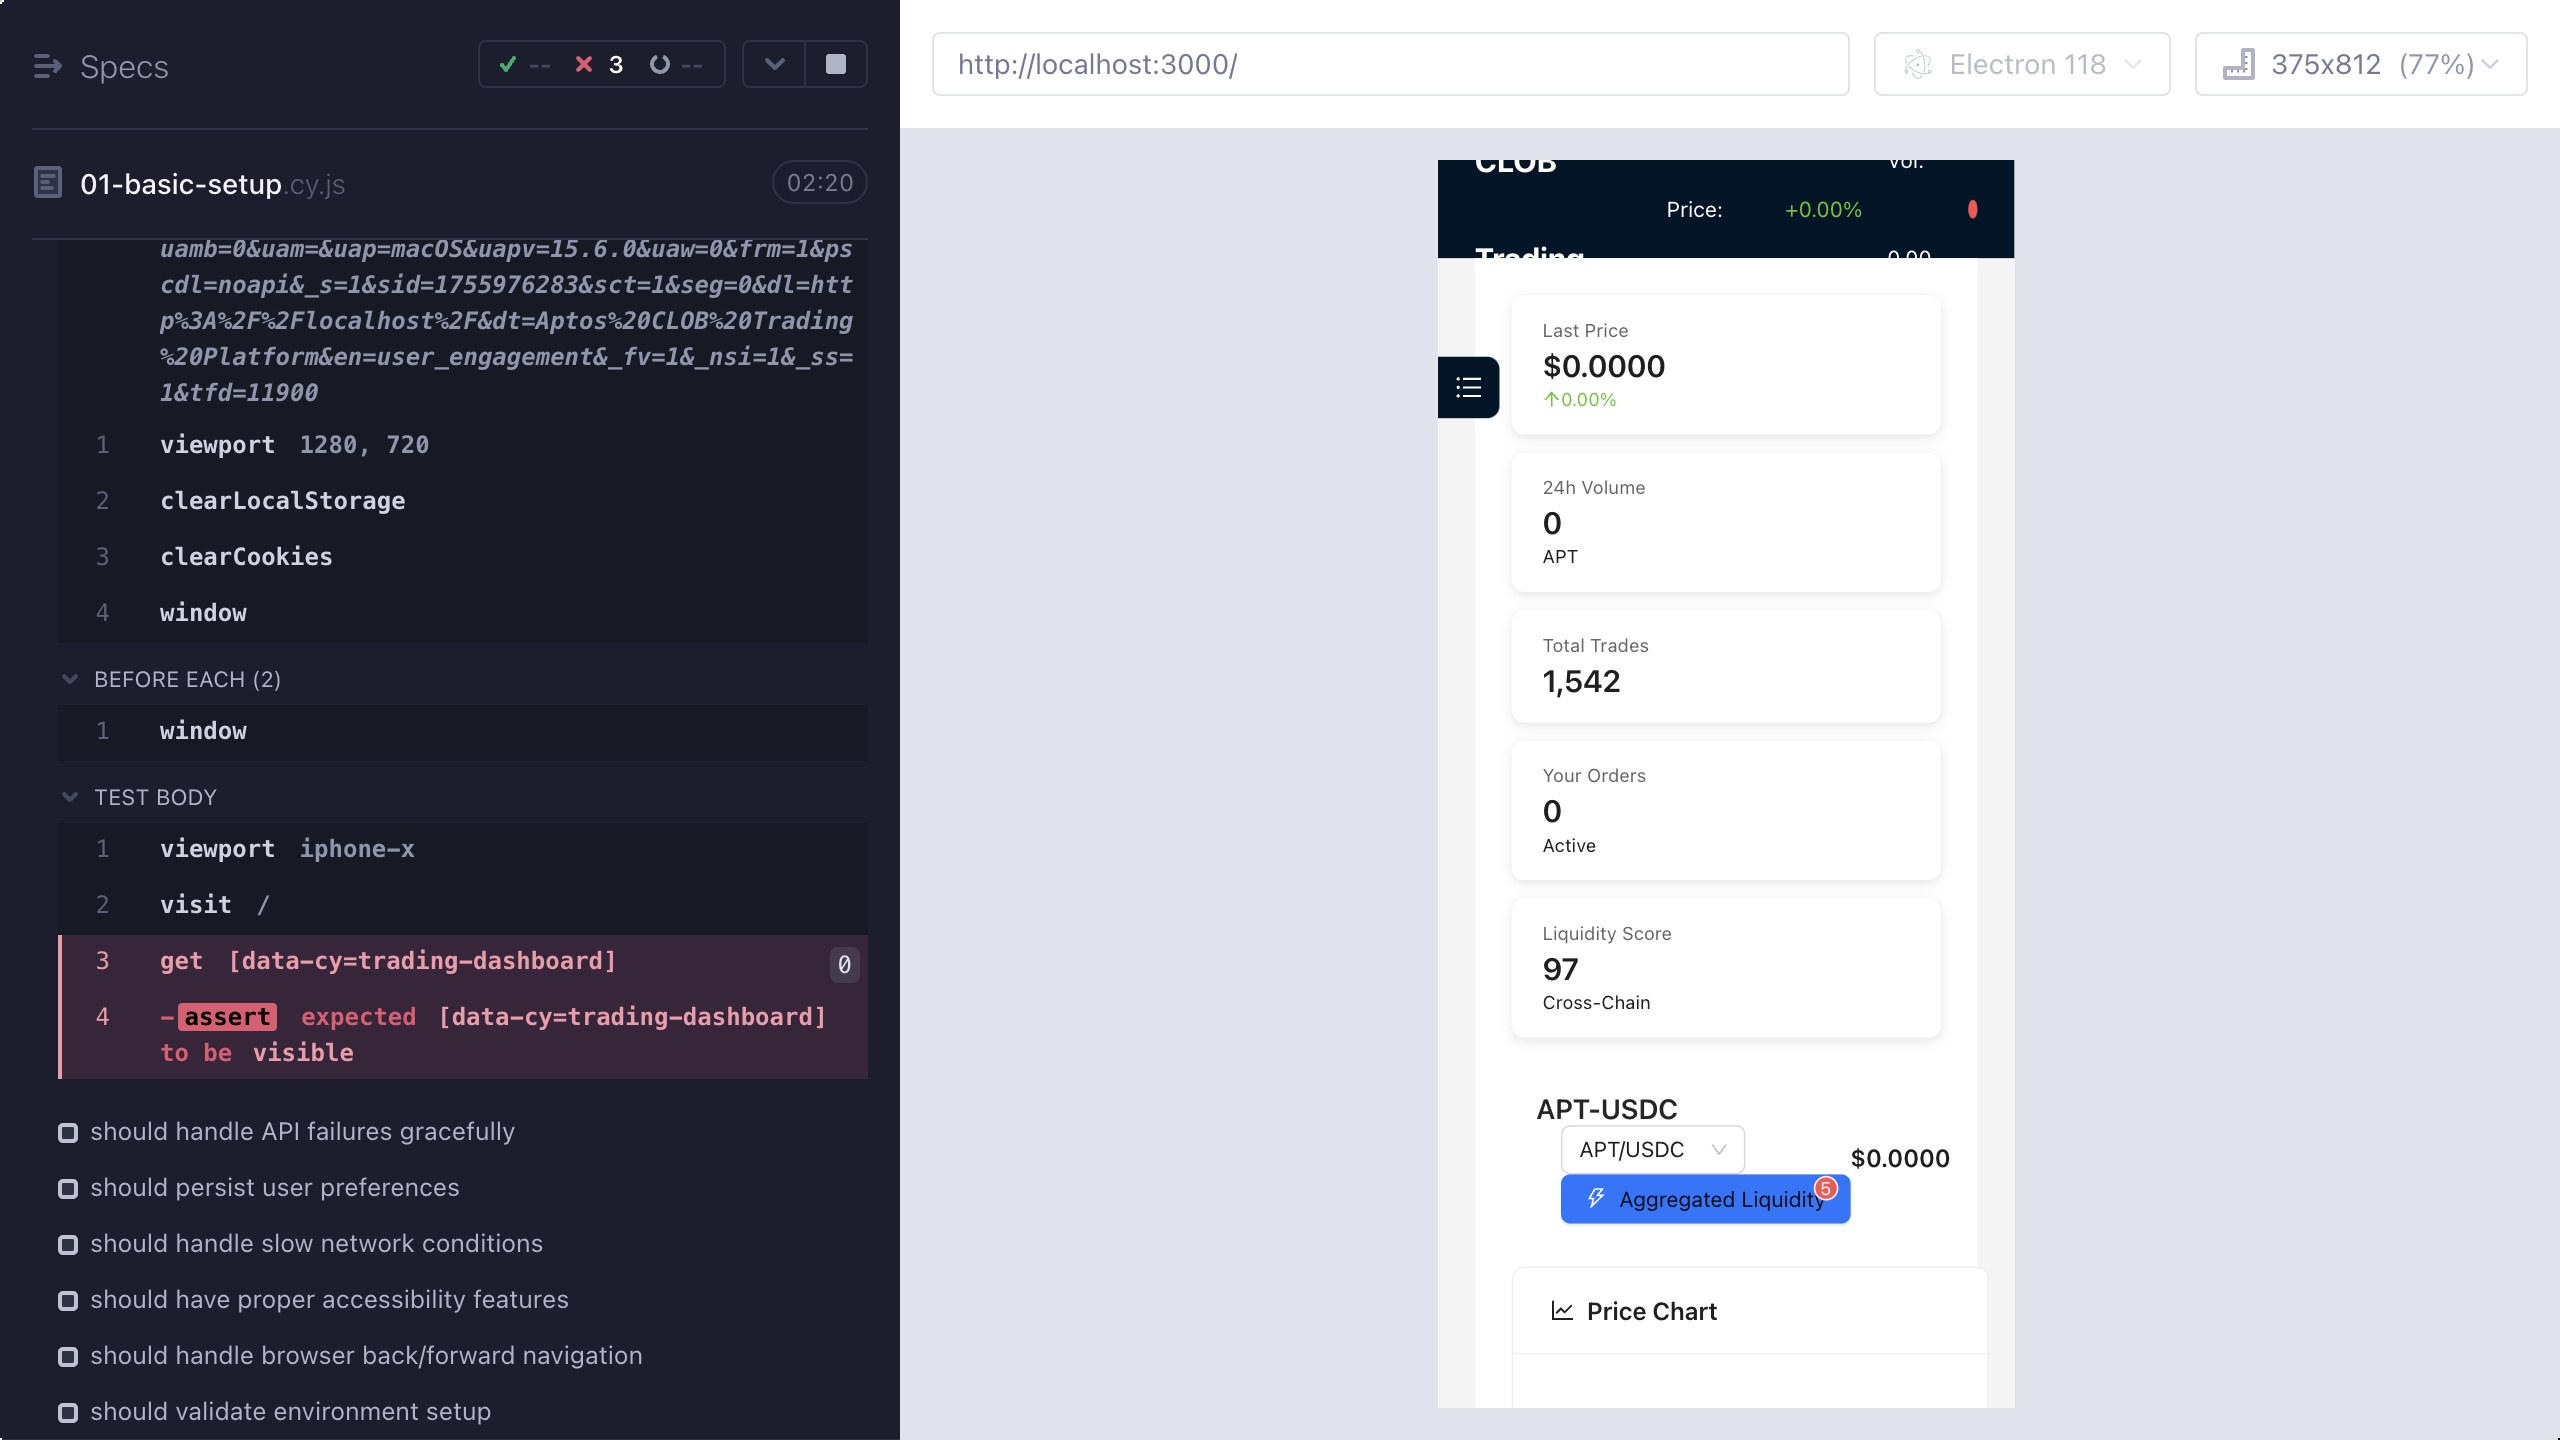 Specs
-- 3 --
01-basic-setup.cy.js
02:20
uamb=0&uam=&uap=macOS&uapv=15.6.0&uaw=0&frm=1&ps
cdl=noapi&_s=1&sid=1755976283&sct=1&seg=0&dl=htt
p%3A%2F%2Flocalhost%2F&dt=Aptos%20CLOB%20Trading
%20Platform&en=user_engagement&_fv=1&_nsi=1&_ss=
1&tfd=11900
1 viewport 1280, 720
2 clearLocalStorage
3 clearCookies
4 window
BEFORE EACH (2)
1 window
TEST BODY
1 viewport iphone-x
2 visit /
3 get [data-cy=trading-dashboard] 0
4 -assert expected [data-cy=trading-dashboard]
to be visible
should handle API failures gracefully
should persist user preferences
should handle slow network conditions
should have proper accessibility features
should handle browser back/forward navigation
should validate environment setup
http://localhost:3000/
Electron 118
375x812 (77%)
CLOB
Vol:
Price: +0.00%
Trading
0.00
Last Price
$0.0000
↑0.00%
24h Volume
0
APT
Total Trades
1,542
Your Orders
0
Active
Liquidity Score
97
Cross-Chain
APT-USDC
APT/USDC
$0.0000
Aggregated Liquidity
5
Price Chart